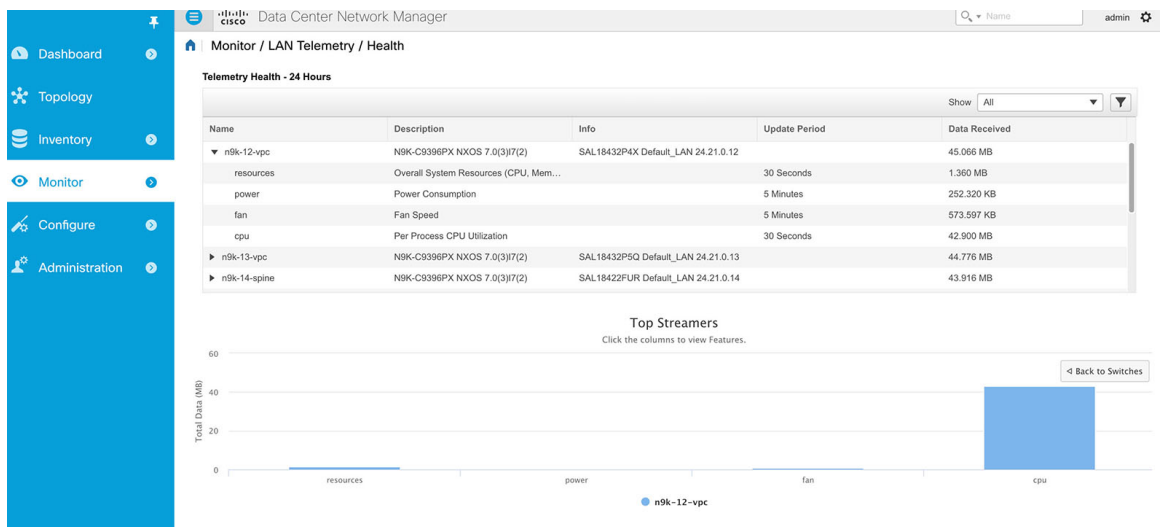 CISCO Data Center Network Manager
Name
admin
Dashboard
Topology
Inventory
Monitor
Configure
Administration
Monitor / LAN Telemetry / Health
Telemetry Health - 24 Hours
Show All
Name Description Info Update Period Data Received
n9k-12-vpc N9K-C9396PX NXOS 7.0(3)I7(2) SAL18432P4X Default_LAN 24.21.0.12 45.066 MB
resources Overall System Resources (CPU, Mem... 30 Seconds 1.360 MB
power Power Consumption 5 Minutes 252.320 KB
fan Fan Speed 5 Minutes 573.597 KB
cpu Per Process CPU Utilization 30 Seconds 42.900 MB
n9k-13-vpc N9K-C9396PX NXOS 7.0(3)I7(2) SAL18432P5Q Default_LAN 24.21.0.13 44.776 MB
n9k-14-spine N9K-C9396PX NXOS 7.0(3)I7(2) SAL18422FUR Default_LAN 24.21.0.14 43.916 MB
Top Streamers
Click the columns to view Features.
Back to Switches
Total Data (MB)
60
40
20
0
resources power fan cpu
n9k-12-vpc